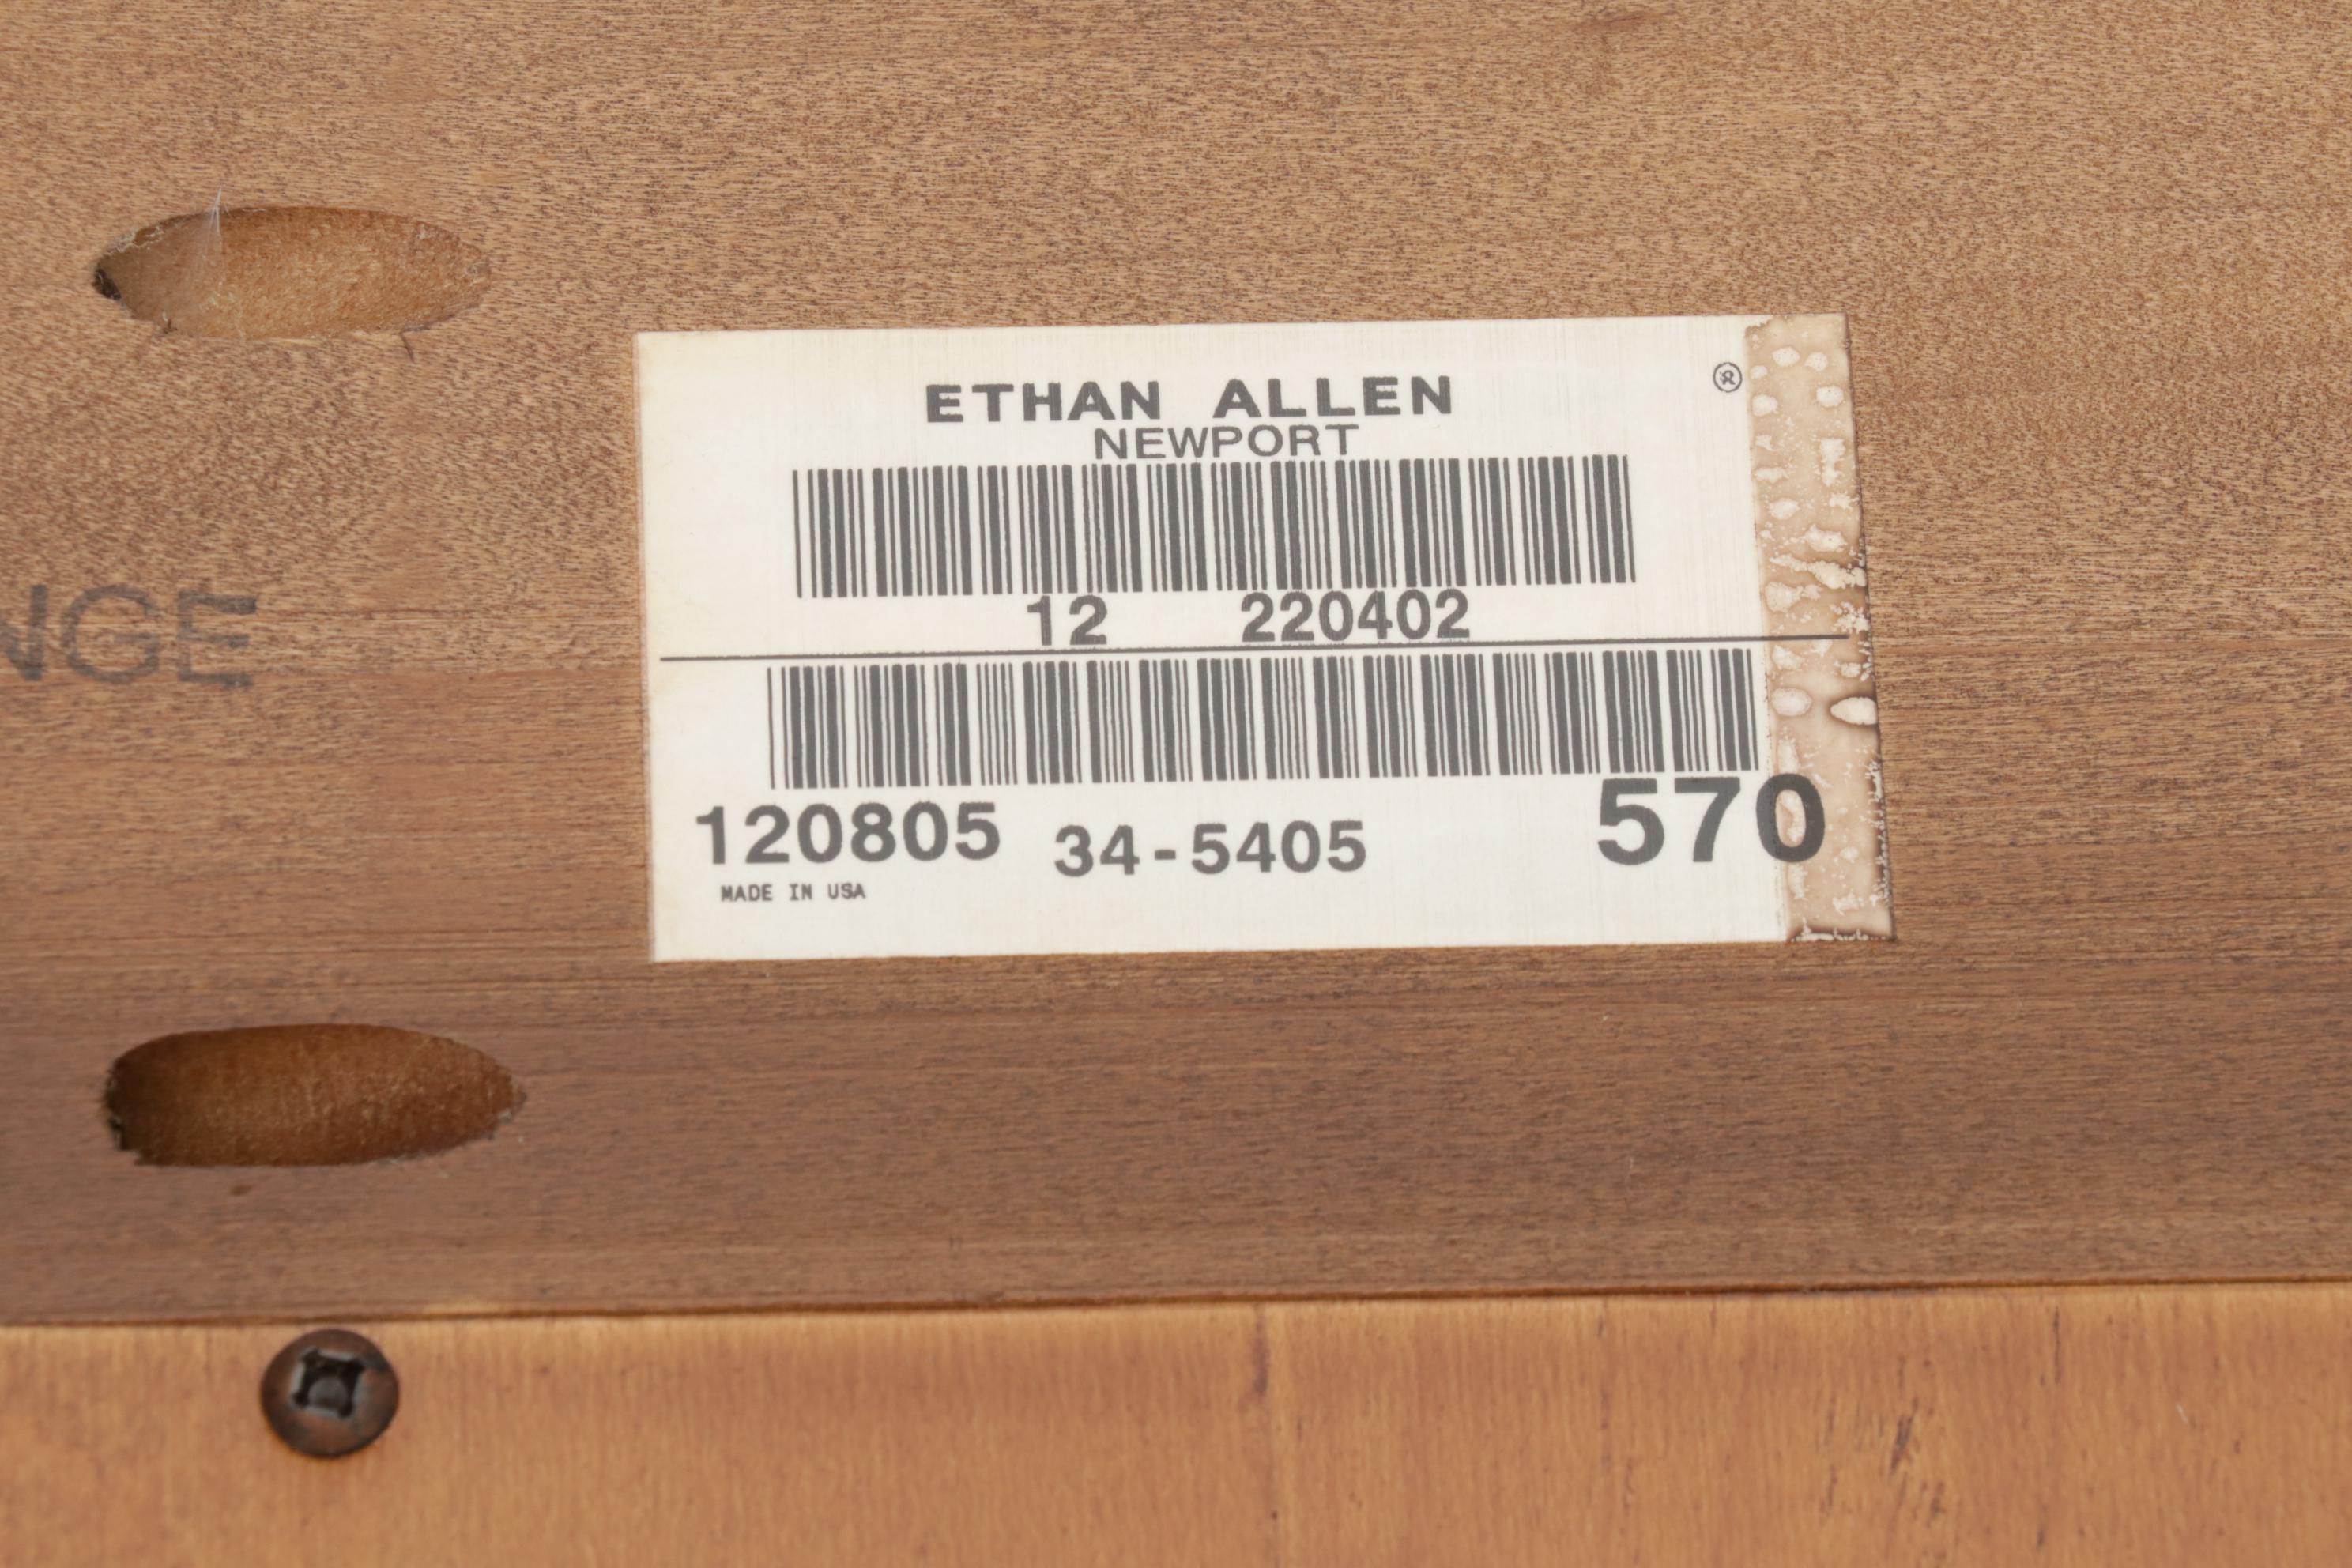 ETHAN ALLEN ®
NEWPORT
12 220402
NGE
120805 34-5405 570
MADE IN USA